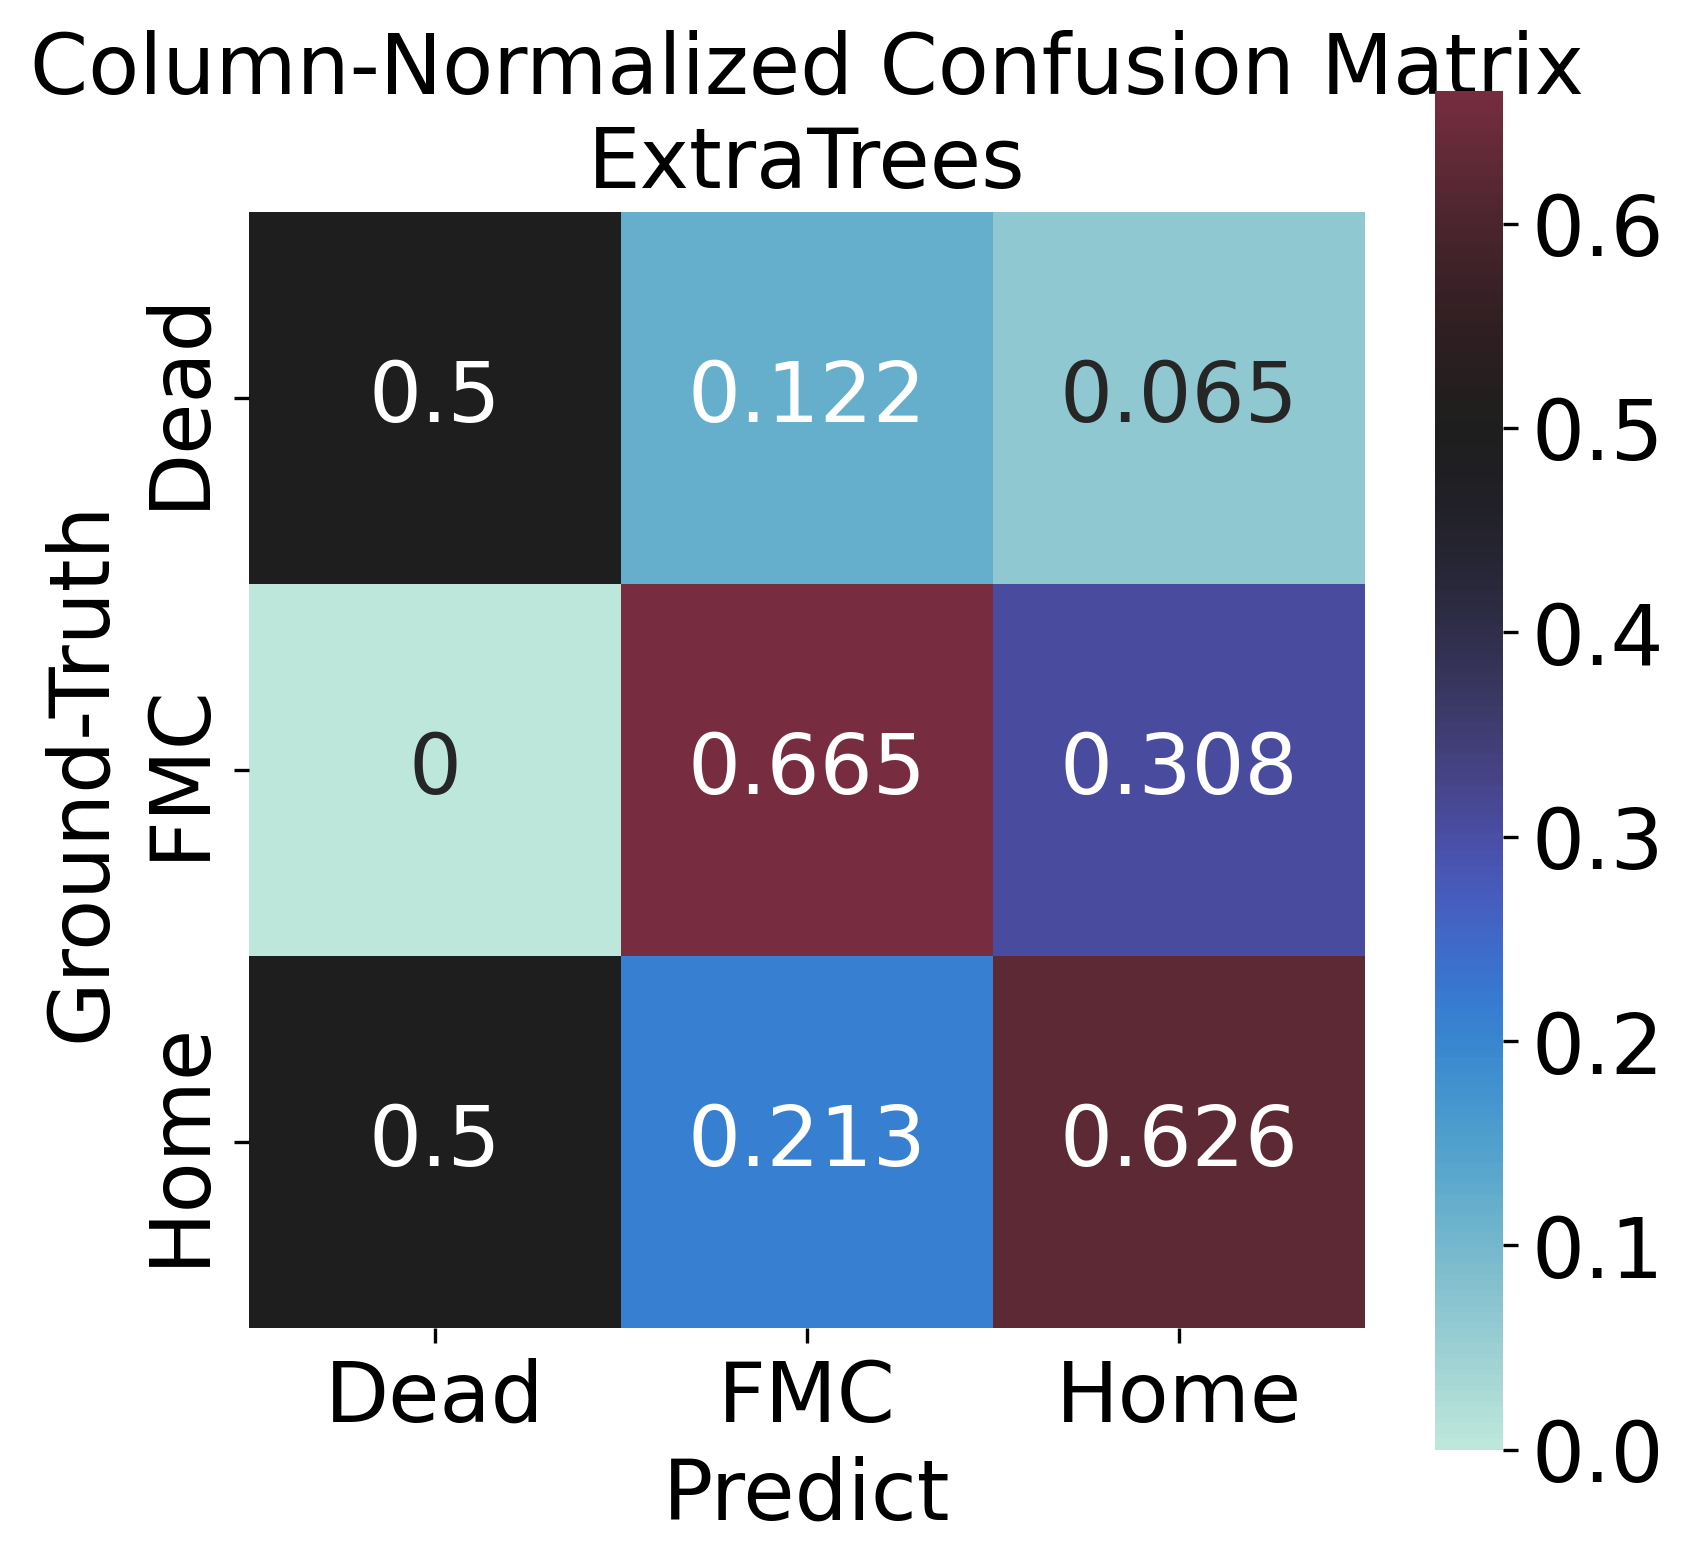 Column-Normalized Confusion Matrix
ExtraTrees
Ground-Truth
Dead
FMC
Home
0.5 0.122 0.065
0 0.665 0.308
0.5 0.213 0.626
Dead FMC Home
Predict
0.6
0.5
0.4
0.3
0.2
0.1
0.0